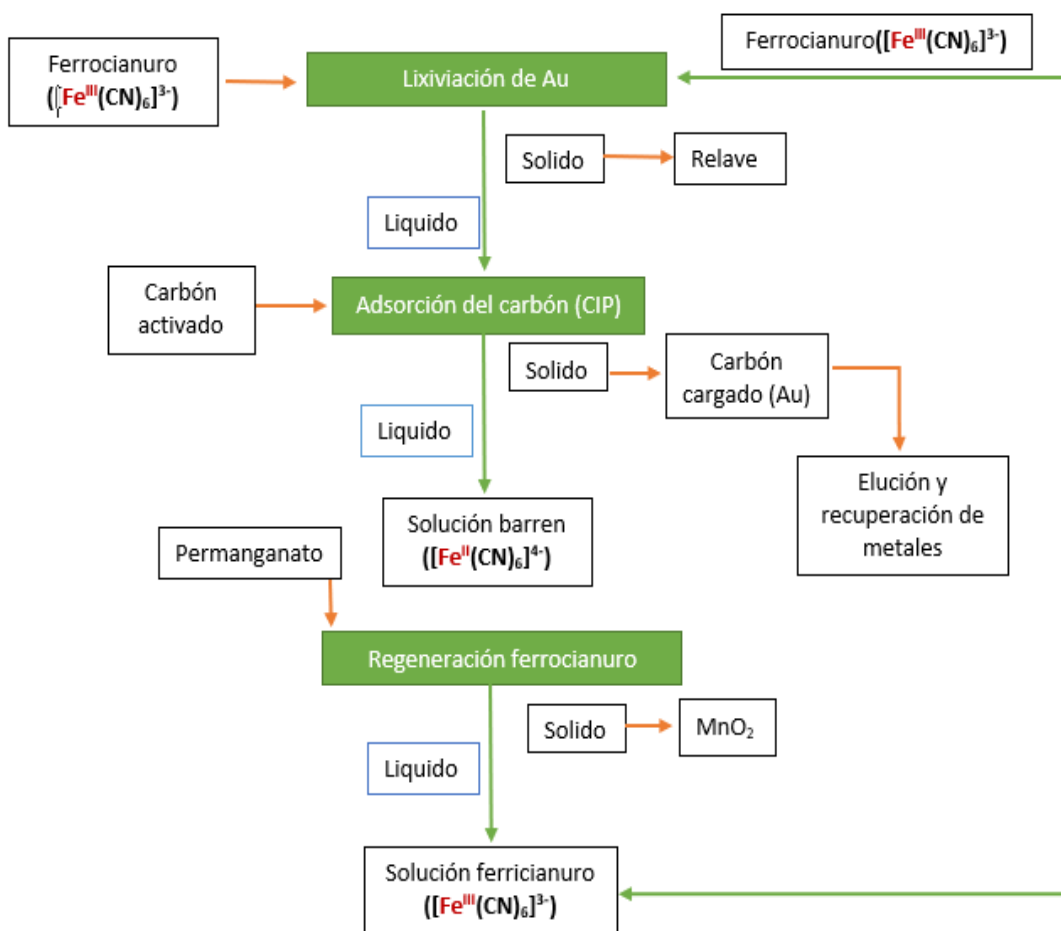 Ferrocianuro
([Fe^III(CN)₆]³⁻)
Lixiviación de Au
Ferrocianuro([Fe^III(CN)₆]³⁻)
Solido
Relave
Liquido
Carbón
activado
Adsorción del carbón (CIP)
Solido
Carbón
cargado (Au)
Liquido
Elución y
recuperación de
metales
Solución barren
([Fe^II(CN)₆]⁴⁻)
Permanganato
Regeneración ferrocianuro
Solido
MnO₂
Liquido
Solución ferricianuro
([Fe^III(CN)₆]³⁻)